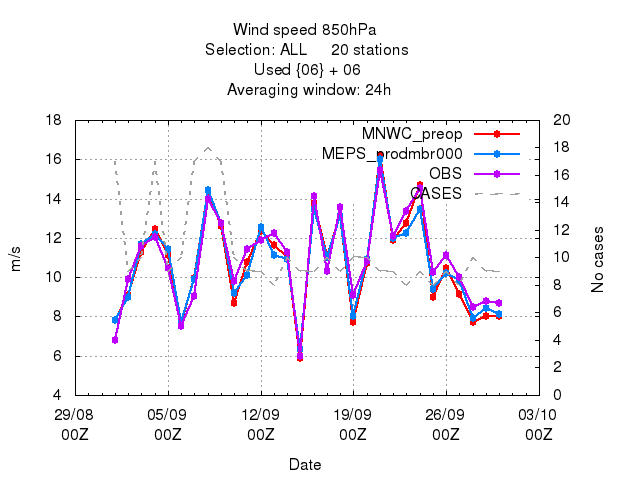 Wind speed 850hPa
Selection: ALL 20 stations
Used {06} + 06
Averaging window: 24h
MNWC_preop
MEPS_prodmbr000
OBS
CASES
18
16
14
12
10
8
6
4
m/s
20
18
16
14
12
10
8
6
4
2
0
No cases
29/08 05/09 12/09 19/09 26/09 03/10
00Z 00Z 00Z 00Z 00Z 00Z
Date